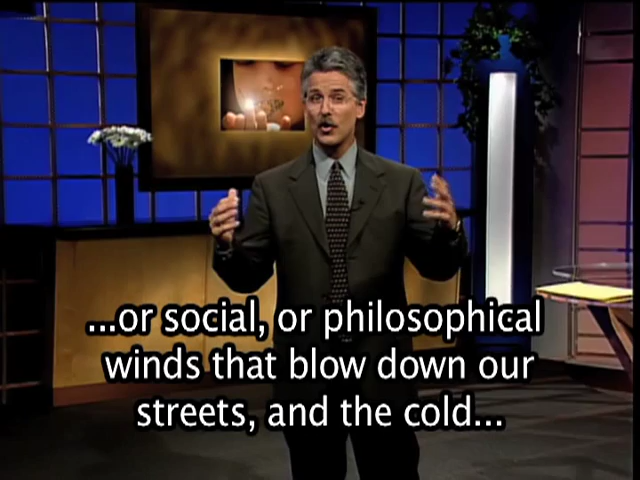 ...or social, or philosophical
winds that blow down our
streets, and the cold...